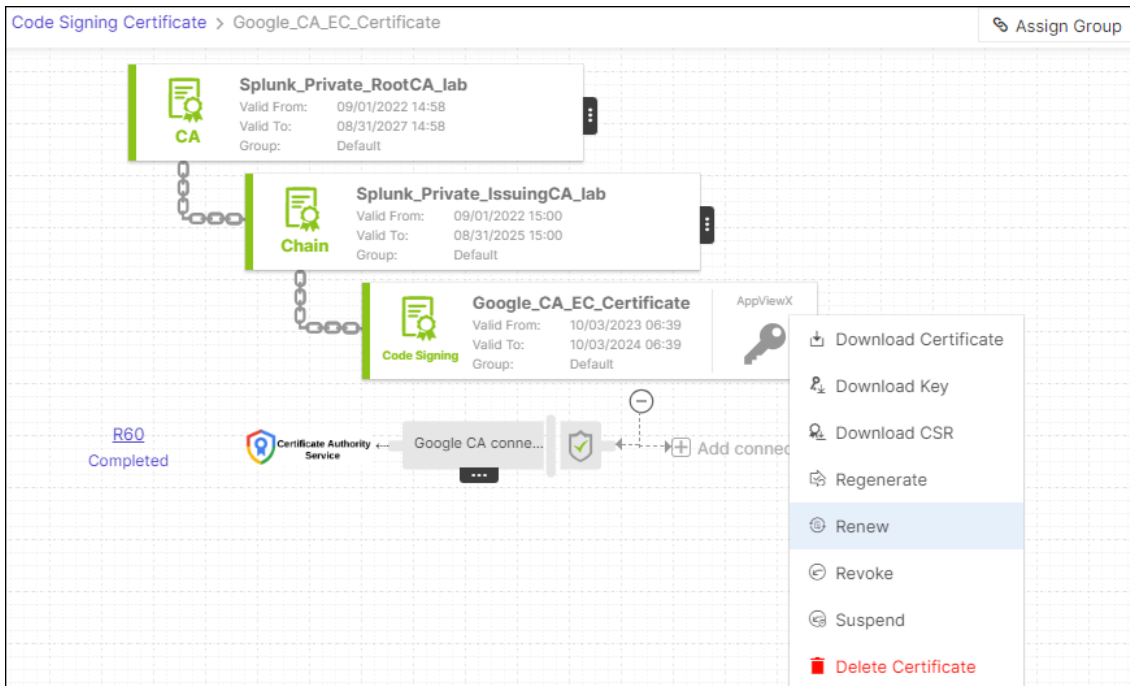 Code Signing Certificate > Google_CA_EC_Certificate
Assign Group
Splunk_Private_RootCA_lab
Valid From: 09/01/2022 14:58
Valid To: 08/31/2027 14:58
Group: Default
CA
Splunk_Private_IssuingCA_lab
Valid From: 09/01/2022 15:00
Valid To: 08/31/2025 15:00
Group: Default
Chain
Google_CA_EC_Certificate
Valid From: 10/03/2023 06:39
Valid To: 10/03/2024 06:39
Group: Default
Code Signing
AppViewX
Download Certificate
Download Key
Download CSR
Regenerate
Renew
Revoke
Suspend
Delete Certificate
R60
Completed
Certificate Authority
Service
Google CA conne...
Add connec